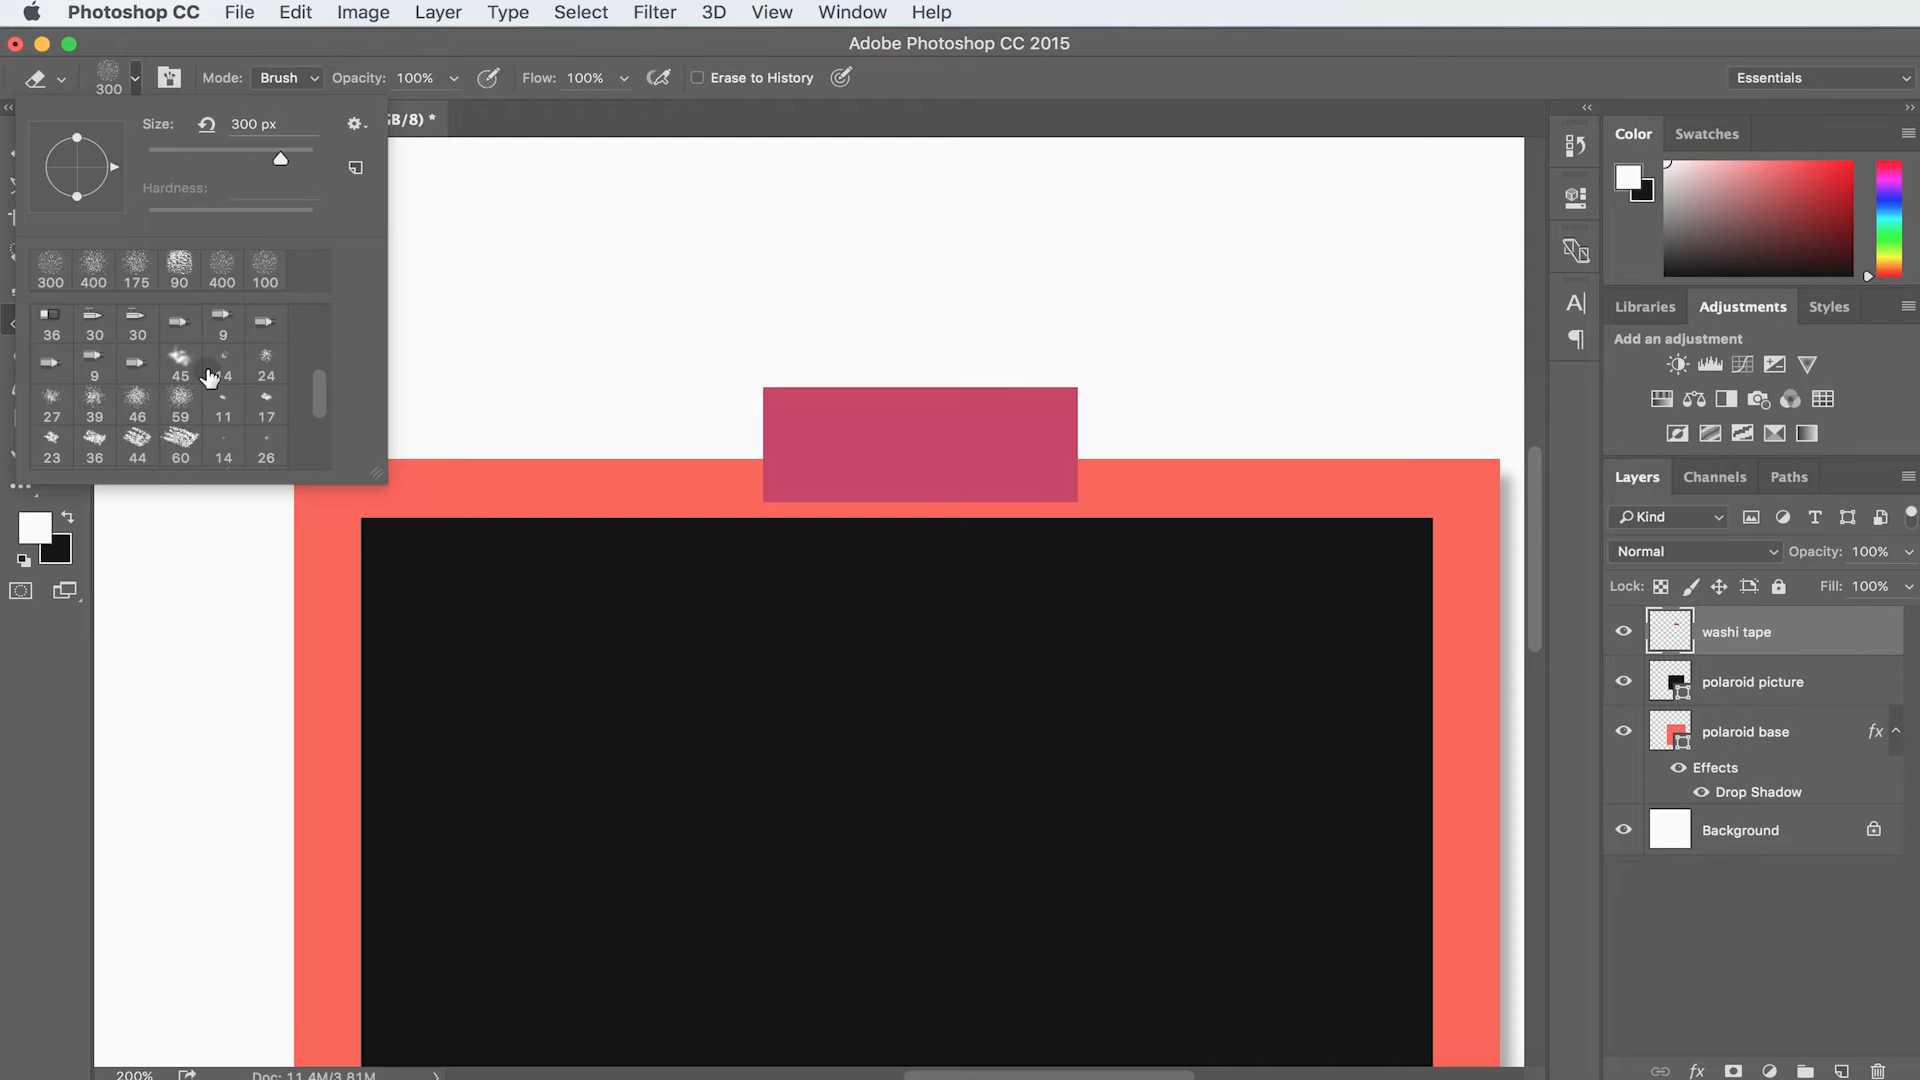 Photoshop CC File Edit Image Layer Type Select Filter 3D View Window Help
Adobe Photoshop CC 2015
300 Mode: Brush Opacity: 100% Flow: 100% Erase to History Essentials
B/8) *
Size: 300 px
Hardness:
300 400 175 90 400 100
36 30 30 9
9 45 14 24
27 39 46 59 11 17
23 36 44 60 14 26
Color Swatches
Libraries Adjustments Styles
Add an adjustment
Layers Channels Paths
Kind
Normal Opacity: 100%
Lock: Fill: 100%
washi tape
polaroid picture
polaroid base fx
Effects
Drop Shadow
Background
fx
200% Doc: 11.4M/3.81M